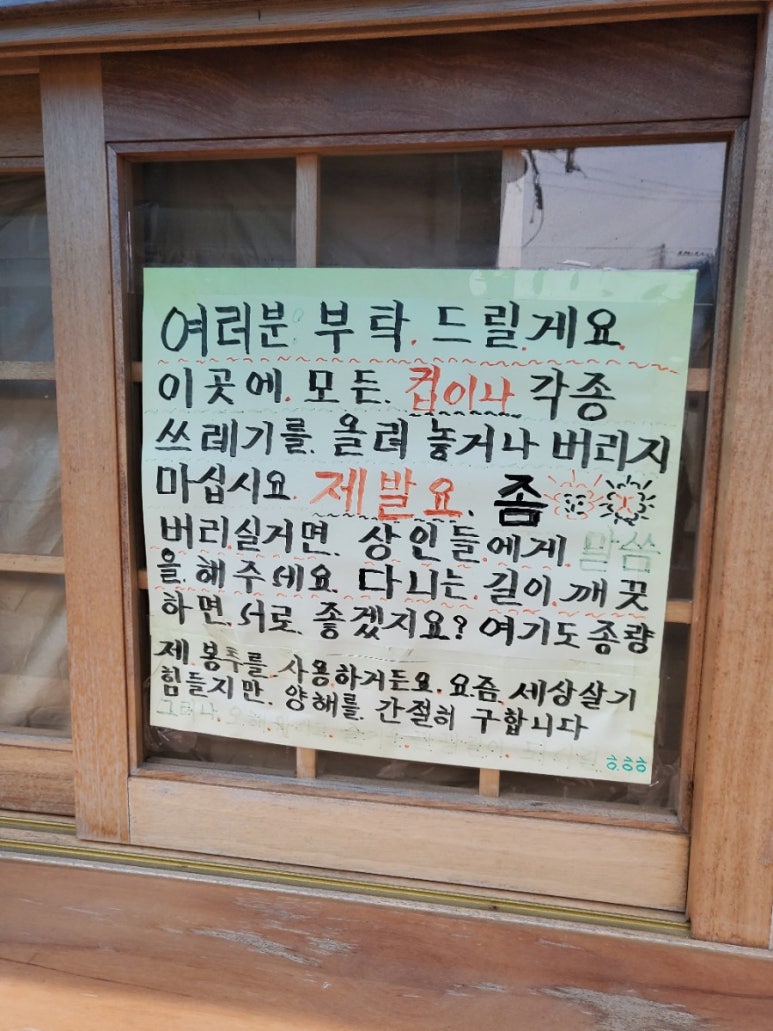 여러분 부탁. 드릴.게요.
이곳에. 모든. 컵이나 각종
쓰레기를. 올려 놓거나 버리지
마십시요. 제발요. 좀
버리.실거면. 상인들.에게. 말씀
을.해주세요. 다니는.길이.깨끗
하면.서로. 좋겠지요? 여기도 종량
제.봉투를. 사용.하거든요. 요즘. 세상살기
힘들지만. 양해를. 간절히 구합니다
그러나
ㅎㅎㅎ